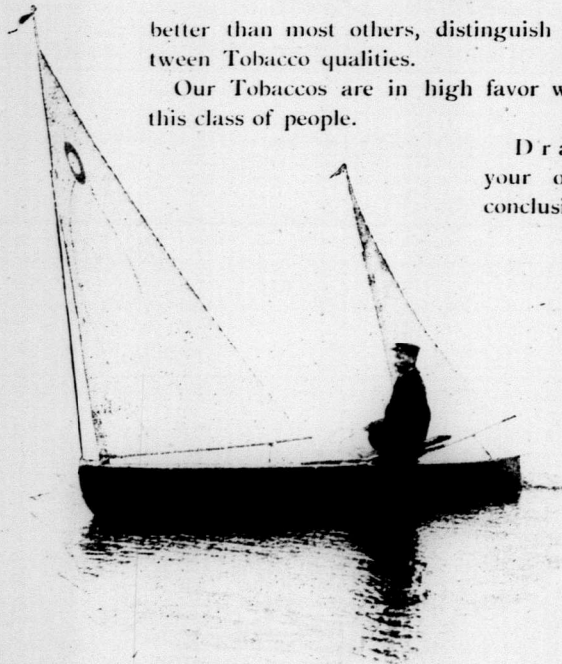 better than most others, distinguish
tween Tobacco qualities.
Our Tobaccos are in high favor
this class of people.
your